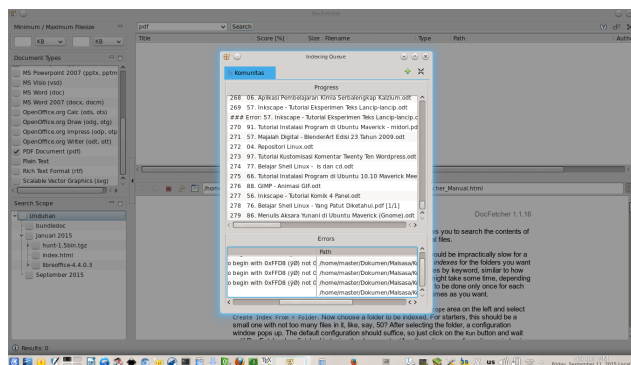 DocFetcher
Minimum / Maximum Filesize
KB
KB
pdf
Search
Title
Score [%]
Size
Filename
Type
Path
Document Types
MS Powerpoint 2007 (pptx, pptm
MS Visio (vsd)
MS Word (doc)
MS Word 2007 (docx, docm)
OpenOffice.org Calc (ods, ots)
OpenOffice.org Draw (odg, otg)
OpenOffice.org Impress (odp, otp
OpenOffice.org Writer (odt, ott)
PDF Document (pdf)
Plain Text
Rich Text Format (rtf)
Scalable Vector Graphics (svg)
Search Scope
Unduhan
bundledoc
januari 2015
hunt-1.5bin.tgz
index.html
libreoffice-4.4.0.3
September 2015
Results: 0
Indexing Queue
Komunitas
Progress
268 06. Aplikasi Pembelajaran Kimia Serbalengkap Kalzium.odt
269 57. Inkscape - Tutorial Eksperimen Teks Lancip-lancip.odt
### Error: 57. Inkscape - Tutorial Eksperimen Teks Lancip-lancip.o
270 91. Tutorial Instalasi Program di Ubuntu Maverick - midori.pd
271 57. Majalah Digital - BlenderArt Edisi 23 Tahun 2009.odt
272 04. Repositori Linux.odt
273 97. Tutorial Kustomisasi Komentar Twenty Ten Wordpress.odt
274 77. Belajar Shell Linux - ls dan cd.odt
275 66. Tutorial Instalasi Program di Ubuntu 10.10 Maverick Mee
276 88. GIMP - Animasi GIF.odt
277 56. Inkscape - Tutorial Komik 4 Panel.odt
278 76. Belajar Shell Linux - Yang Patut Diketahui.pdf [1/1]
279 86. Menulis Aksara Yunani di Ubuntu Maverick (Gnome).odt
Errors
Path
o begin with 0xFFD8 (ÿØ) not 0 /home/master/Dokumen/Malsasa/Ko
o begin with 0xFFD8 (ÿØ) not 0 /home/master/Dokumen/Malsasa/Ko
o begin with 0xFFD8 (ÿØ) not 0 /home/master/Dokumen/Malsasa/Ko
/home/master/Dokumen/Malsasa/Ko
/home
cher_Manual.html
DocFetcher 1.1.16
ws you to search the contents of
al files.
ould be impractically slow for a
indexes for the folders you want
es by keyword, similar to how
ight take some time, depending
to be done only once for each
mes as you want.
ope area on the left and select
Create Index From > Folder. Now choose a folder to be indexed. For starters, this should be a
small one with not too many files in it, like, say, 50? After selecting the folder, a configuration
window pops up. The default configuration should suffice, so just click on the Run button and wait
us